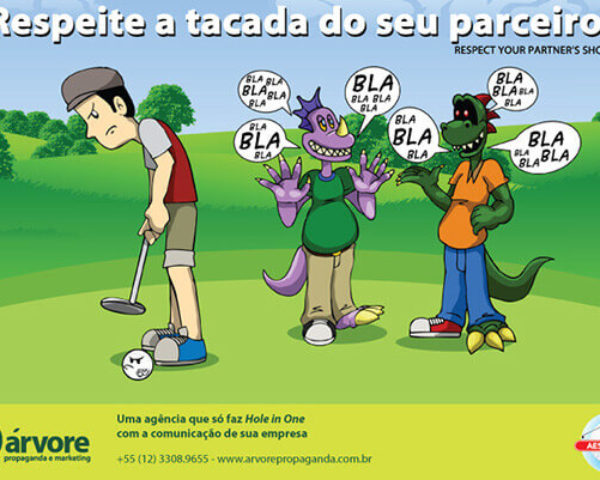 Respeite a tacada do seu parceiro
RESPECT YOUR PARTNER'S SHO
BLA BLA
BLA BLA
BLA
BLA
BLA
BLA
BLA
BLA BLA
BLA
BLA
BLA
BLA BLA
BLA
BLA
BLA
BLA
BLA
BLA
BLA BLA
árvore
propaganda e marketing
Uma agência que só faz Hole in One
com a comunicação de sua empresa
+55 (12) 3308.9655 - www.arvorepropaganda.com.br
AES